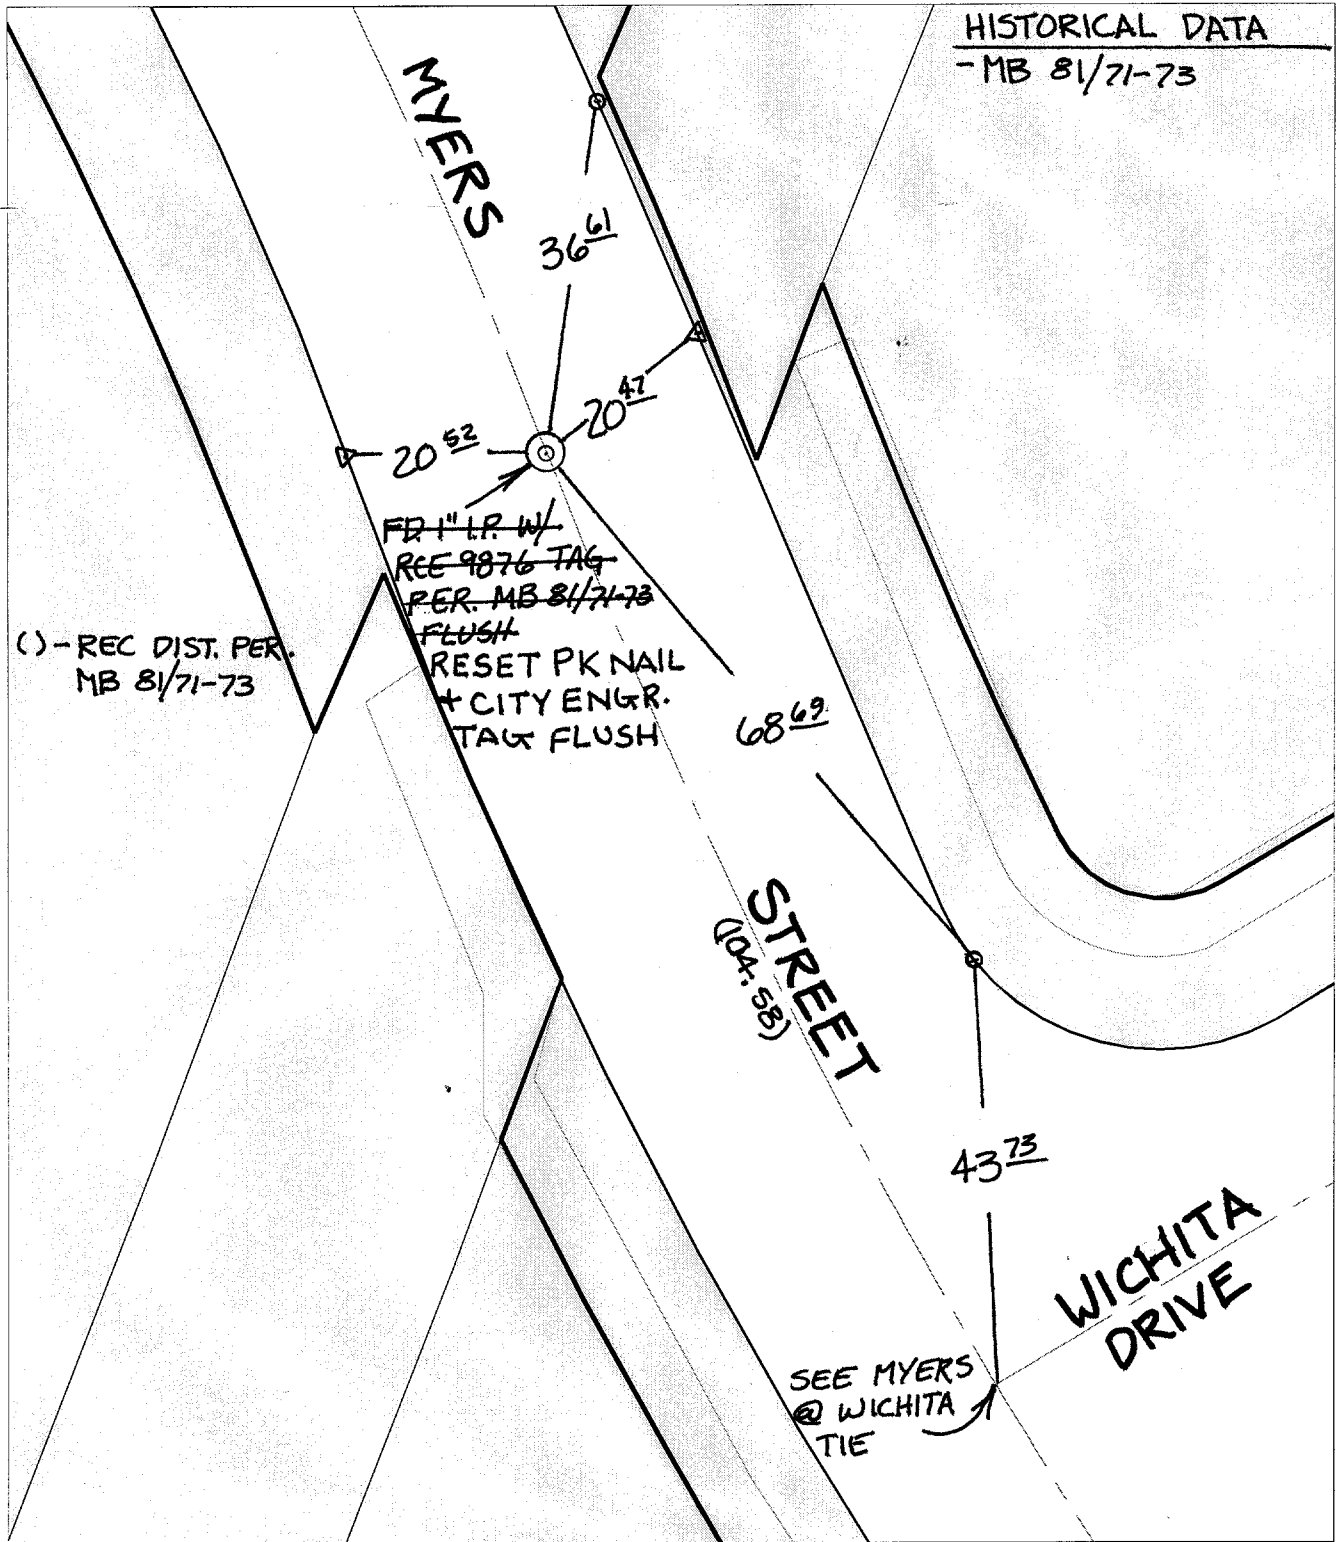 HISTORICAL DATA
- MB 81/71-73
MYERS
36 61
20 47
20 52
FD. 1" I.P. W/
RCE 9876 TAG
PER. MB 81/71-73
FLUSH
RESET PK NAIL
+ CITY ENGR.
TAG FLUSH
() - REC DIST. PER.
MB 81/71-73
68 69
STREET
(104.58)
43 73
WICHITA
DRIVE
SEE MYERS
@ WICHITA
TIE